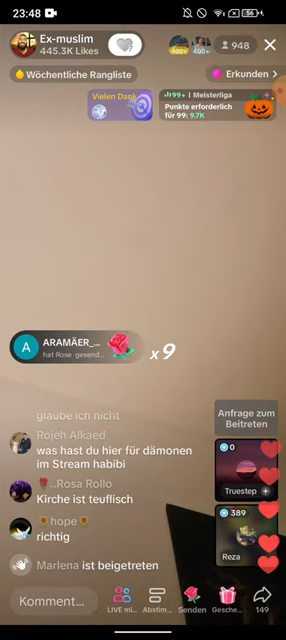 23:48
Ex-muslim
445.3K Likes
400+
400+
948
Wöchentliche Rangliste
Erkunden >
Vielen Dank
99+ | Meisterliga
Punkte erforderlich
für 99: 9.7K
A
ARAMÄER_...
hat Rose gesend...
x9
glaube ich nicht
Rojeh Alkaed
was hast du hier für dämonen
im Stream habibi
🌹..Rosa Rollo
Kirche ist teuflisch
🌻hope🌻
richtig
Marlena ist beigetreten
Anfrage zum
Beitreten
0
Truestep +
389
Reza
Komment...
LIVE mi...
Abstim...
Senden
Gesche...
149